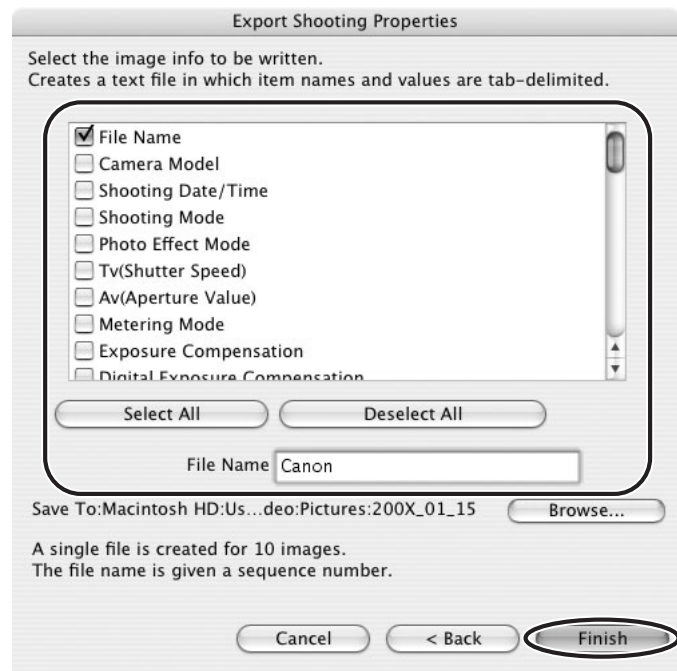 Export Shooting Properties
Select the image info to be written.
Creates a text file in which item names and values are tab-delimited.
File Name
Camera Model
Shooting Date/Time
Shooting Mode
Photo Effect Mode
Tv(Shutter Speed)
Av(Aperture Value)
Metering Mode
Exposure Compensation
Digital Exposure Compensation
Select All Deselect All
File Name Canon
Save To:Macintosh HD:Us...deo:Pictures:200X_01_15 Browse...
A single file is created for 10 images.
The file name is given a sequence number.
Cancel < Back Finish